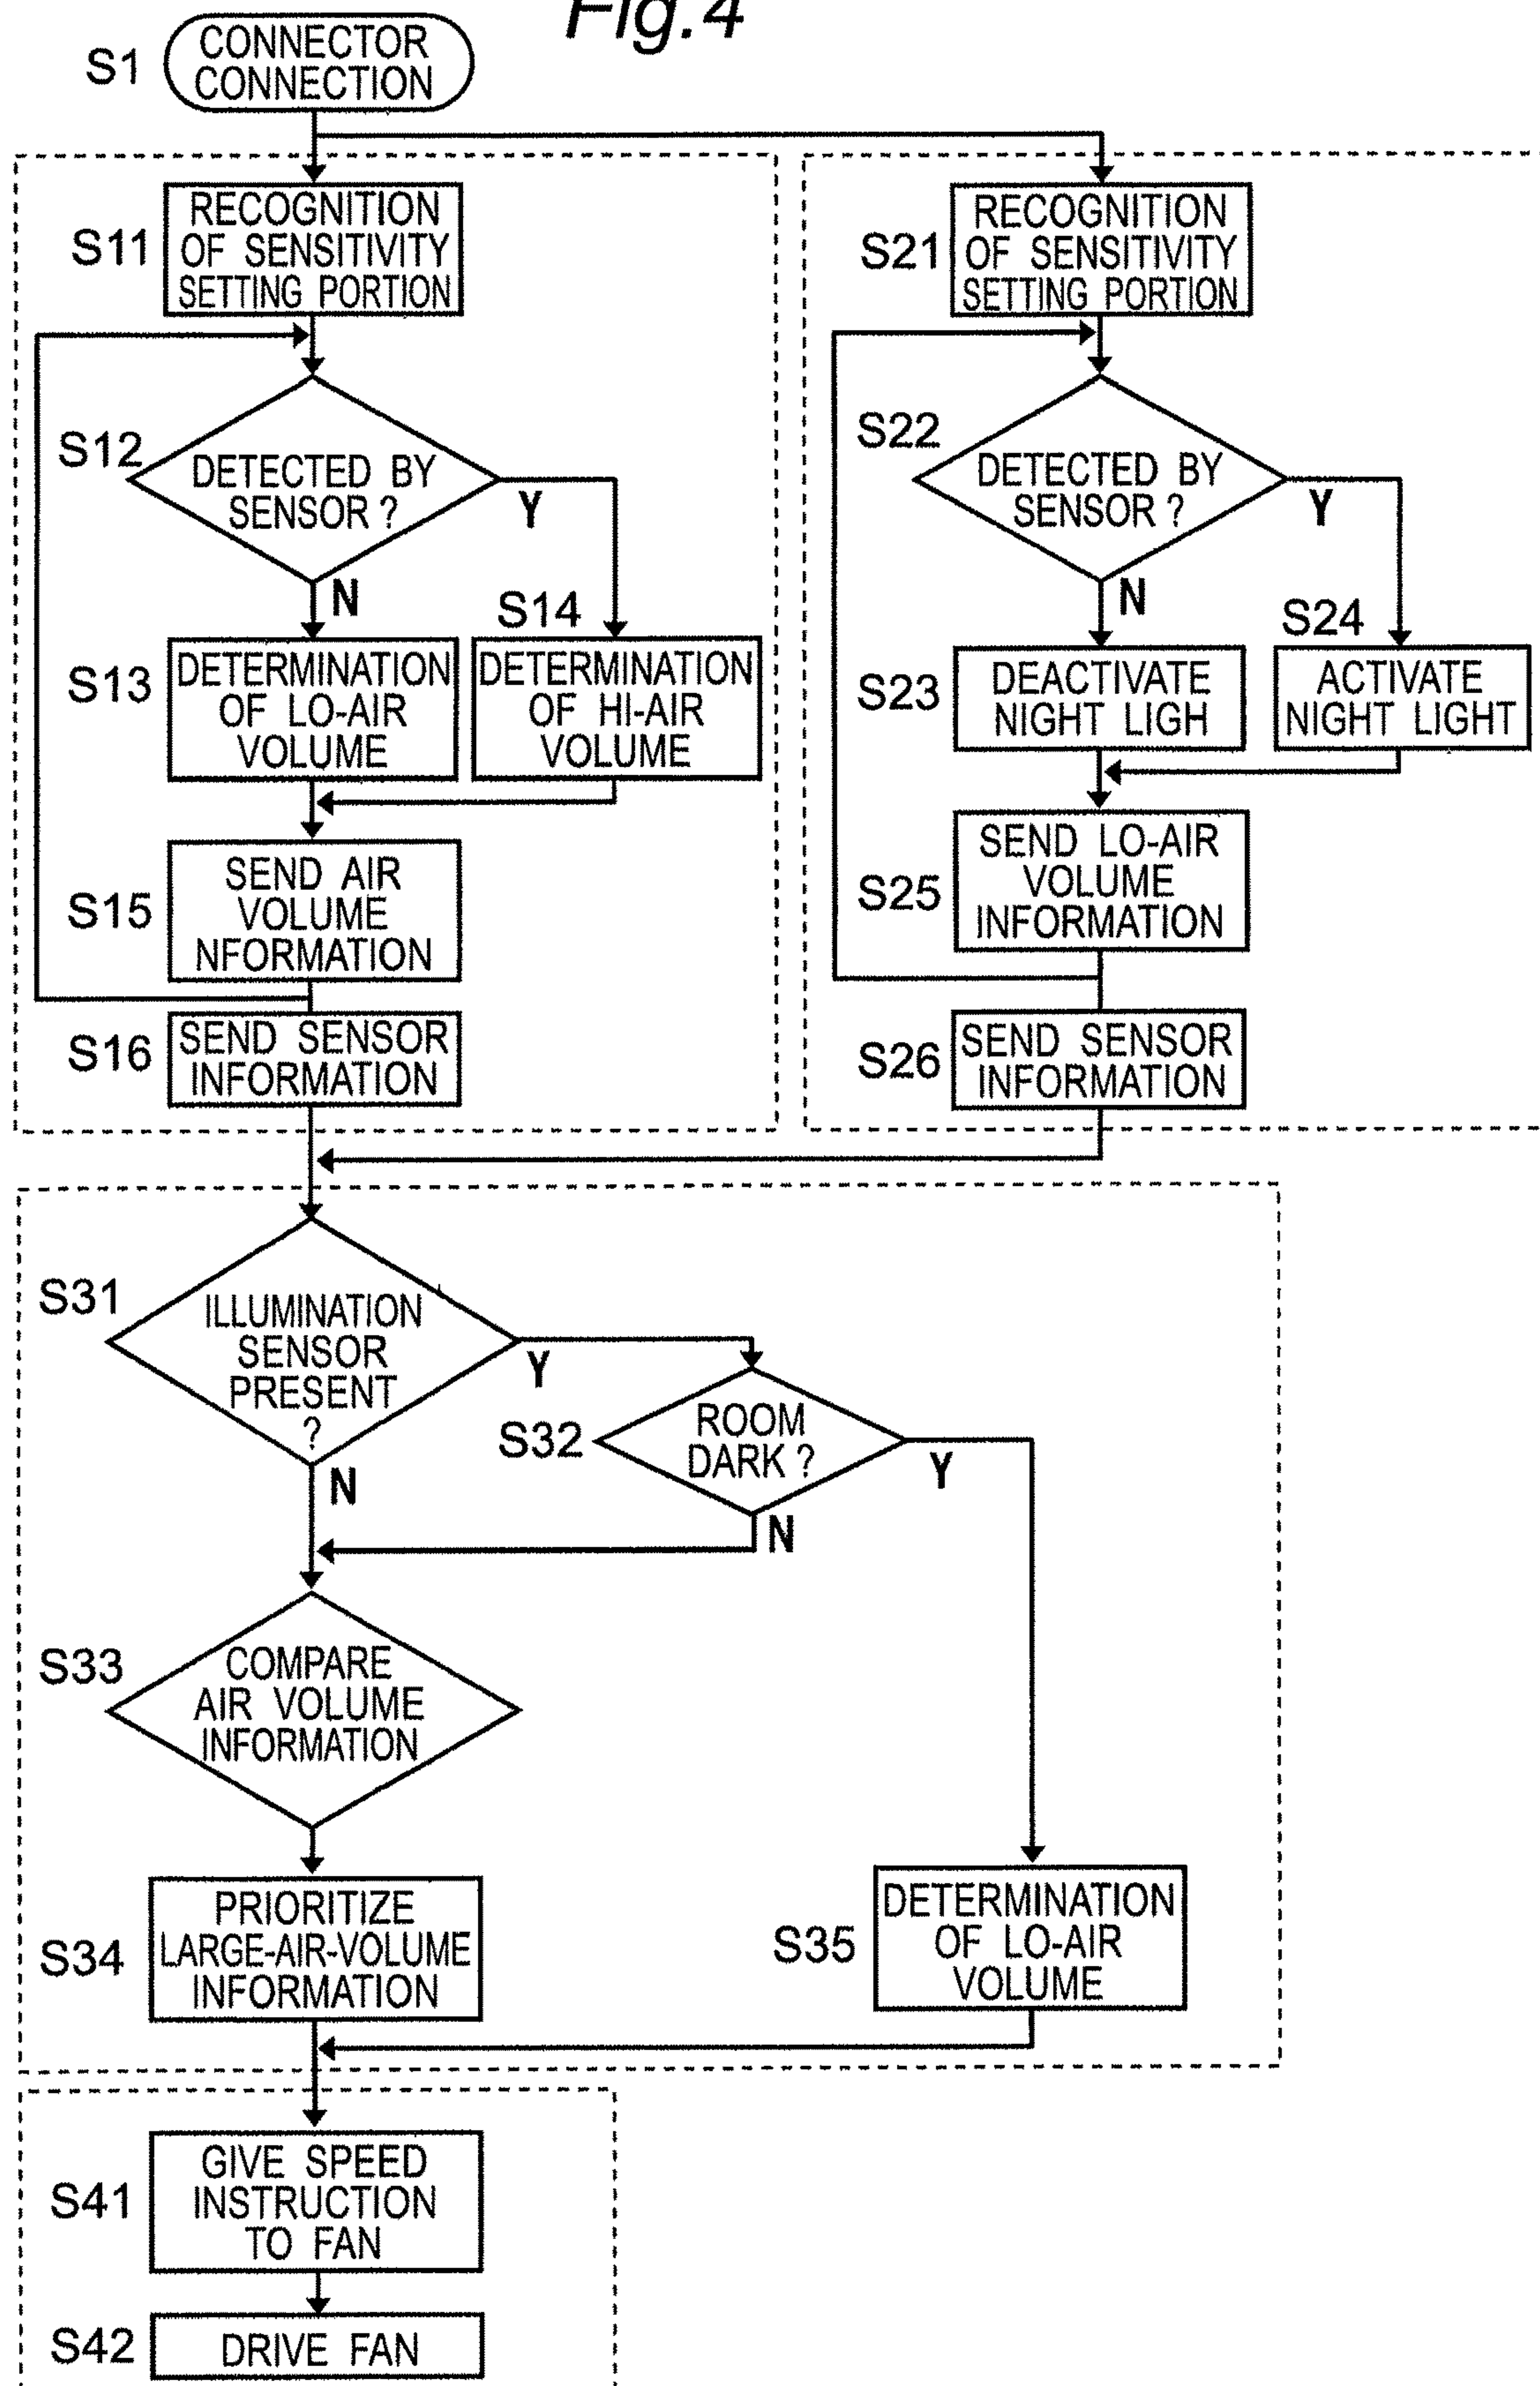 Fig.4
S1
CONNECTOR
CONNECTION
S11
RECOGNITION
OF SENSITIVITY
SETTING PORTION
S12
DETECTED BY
SENSOR ?
Y
N
S13
DETERMINATION
OF LO-AIR
VOLUME
S14
DETERMINATION
OF HI-AIR
VOLUME
S15
SEND AIR
VOLUME
NFORMATION
S16
SEND SENSOR
INFORMATION
S21
RECOGNITION
OF SENSITIVITY
SETTING PORTION
S22
DETECTED BY
SENSOR ?
Y
N
S23
DEACTIVATE
NIGHT LIGH
S24
ACTIVATE
NIGHT LIGHT
S25
SEND LO-AIR
VOLUME
INFORMATION
S26
SEND SENSOR
INFORMATION
S31
ILLUMINATION
SENSOR
PRESENT
?
Y
N
S32
ROOM
DARK ?
Y
N
S33
COMPARE
AIR VOLUME
INFORMATION
S34
PRIORITIZE
LARGE-AIR-VOLUME
INFORMATION
S35
DETERMINATION
OF LO-AIR
VOLUME
S41
GIVE SPEED
INSTRUCTION
TO FAN
S42
DRIVE FAN